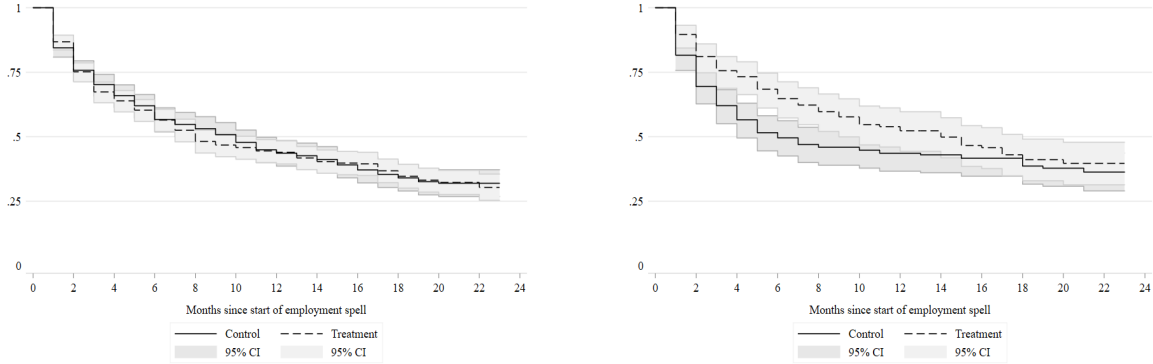 1
.75
.5
.25
0
0 2 4 6 8 10 12 14 16 18 20 22 24
Months since start of employment spell
Control Treatment
95% CI 95% CI
1
.75
.5
.25
0
0 2 4 6 8 10 12 14 16 18 20 22 24
Months since start of employment spell
Control Treatment
95% CI 95% CI